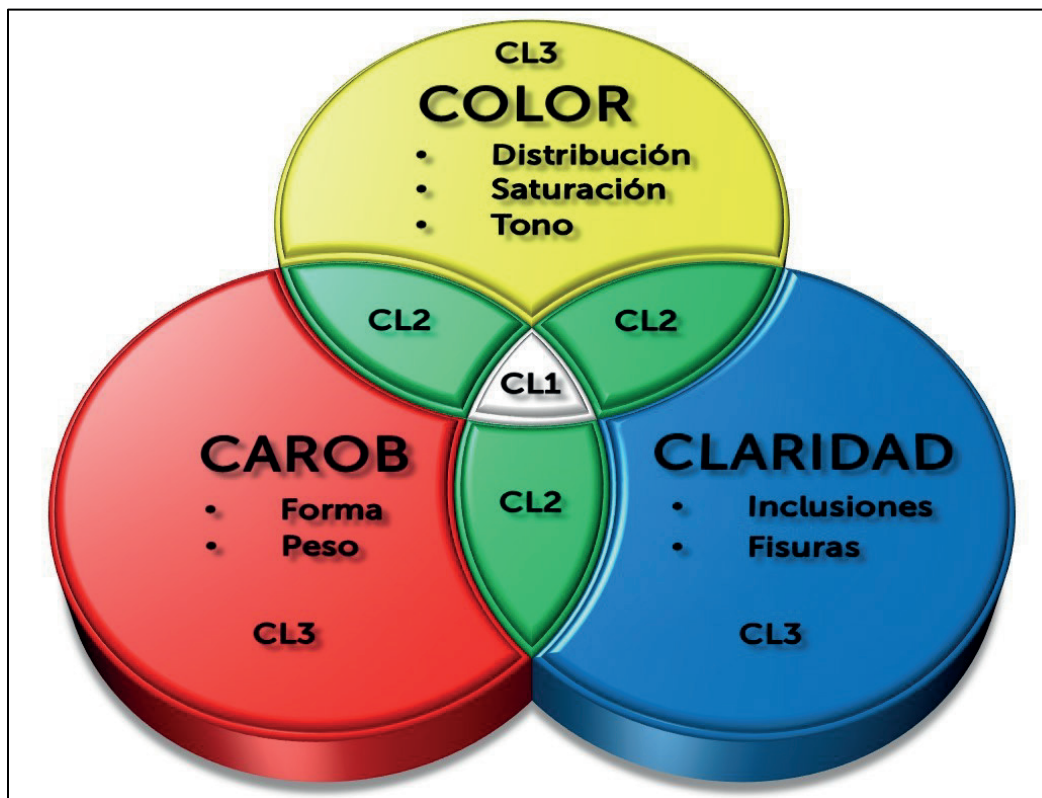 CL3
COLOR
• Distribución
• Saturación
• Tono
CL2
CL2
CL1
CAROB
• Forma
• Peso
CL3
CL2
CLARIDAD
• Inclusiones
• Fisuras
CL3